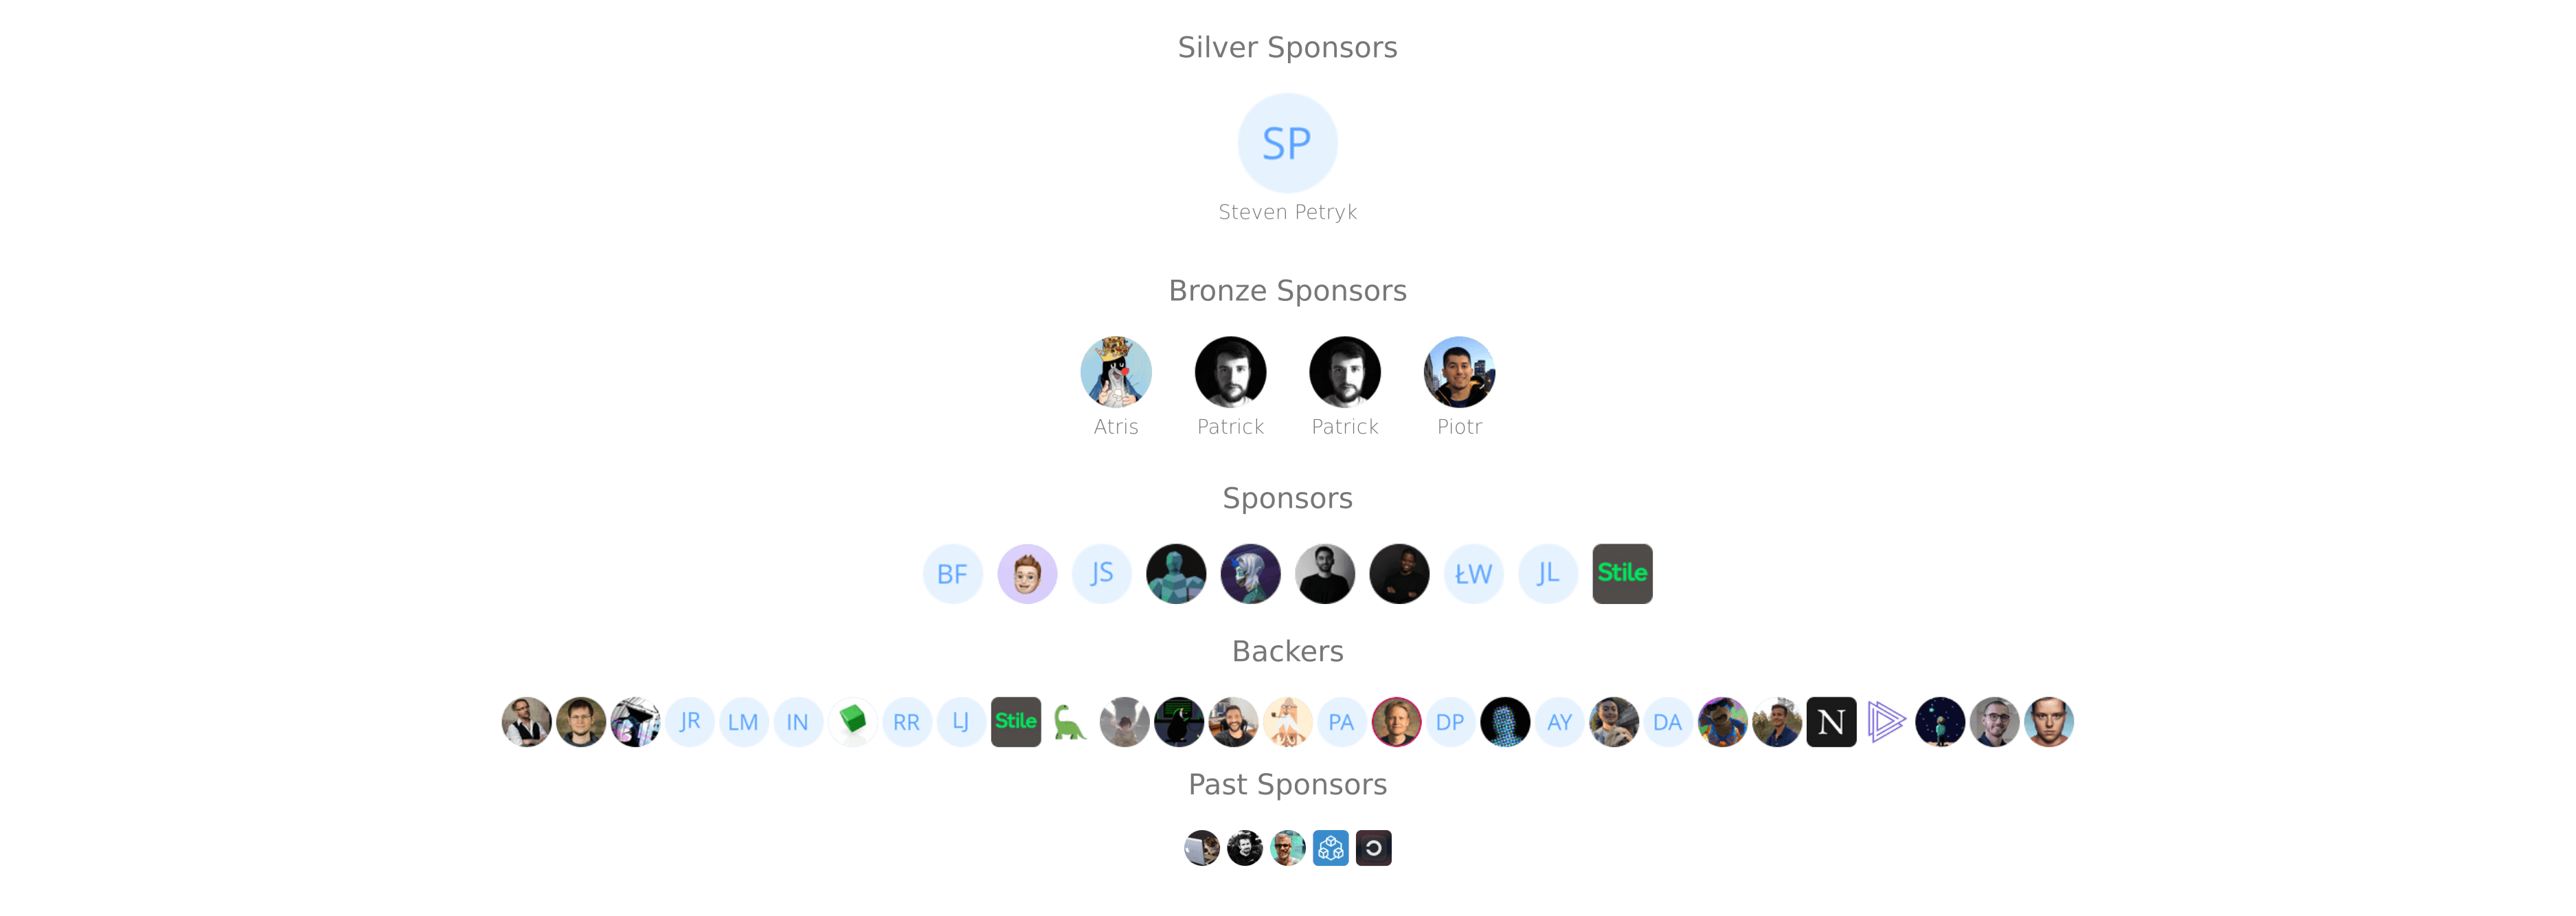 Silver Sponsors
SP
Steven Petryk
Bronze Sponsors
Atris Patrick Patrick Piotr
Sponsors
BF JS ŁW JL Stile
Backers
JR LM IN RR LJ Stile PA DP AY DA N
Past Sponsors